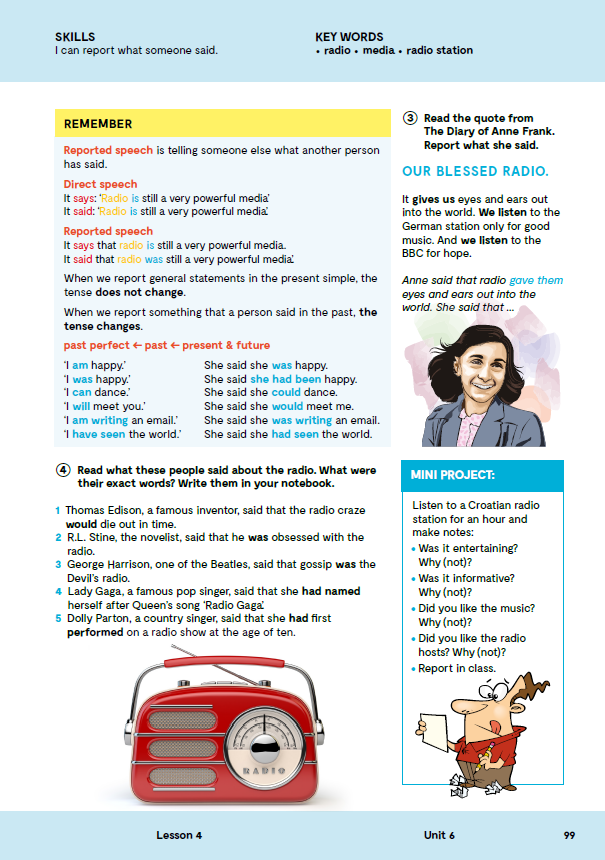 SKILLS
I can report what someone said.
KEY WORDS
• radio • media • radio station
REMEMBER
Reported speech is telling someone else what another person
has said.
Direct speech
It says: ‘Radio is still a very powerful media’.
It said: ‘Radio is still a very powerful media’.
Reported speech
It says that radio is still a very powerful media.
It said that radio was still a very powerful media’.
When we report general statements in the present simple, the
tense does not change.
When we report something that a person said in the past, the
tense changes.
past perfect ← past ← present & future
‘I am happy.’ She said she was happy.
‘I was happy.’ She said she had been happy.
‘I can dance.’ She said she could dance.
‘I will meet you.’ She said she would meet me.
‘I am writing an email.’ She said she was writing an email.
‘I have seen the world.’ She said she had seen the world.
3 Read the quote from
The Diary of Anne Frank.
Report what she said.
OUR BLESSED RADIO.
It gives us eyes and ears out
into the world. We listen to the
German station only for good
music. And we listen to the
BBC for hope.
Anne said that radio gave them
eyes and ears out into the
world. She said that ...
4 Read what these people said about the radio. What were
their exact words? Write them in your notebook.
1 Thomas Edison, a famous inventor, said that the radio craze
would die out in time.
2 R.L. Stine, the novelist, said that he was obsessed with the
radio.
3 George Harrison, one of the Beatles, said that gossip was the
Devil’s radio.
4 Lady Gaga, a famous pop singer, said that she had named
herself after Queen’s song ‘Radio Gaga’.
5 Dolly Parton, a country singer, said that she had first
performed on a radio show at the age of ten.
RADIO
MINI PROJECT:
Listen to a Croatian radio
station for an hour and
make notes:
• Was it entertaining?
Why (not)?
• Was it informative?
Why (not)?
• Did you like the music?
Why (not)?
• Did you like the radio
hosts? Why (not)?
• Report in class.
Lesson 4
Unit 6
99